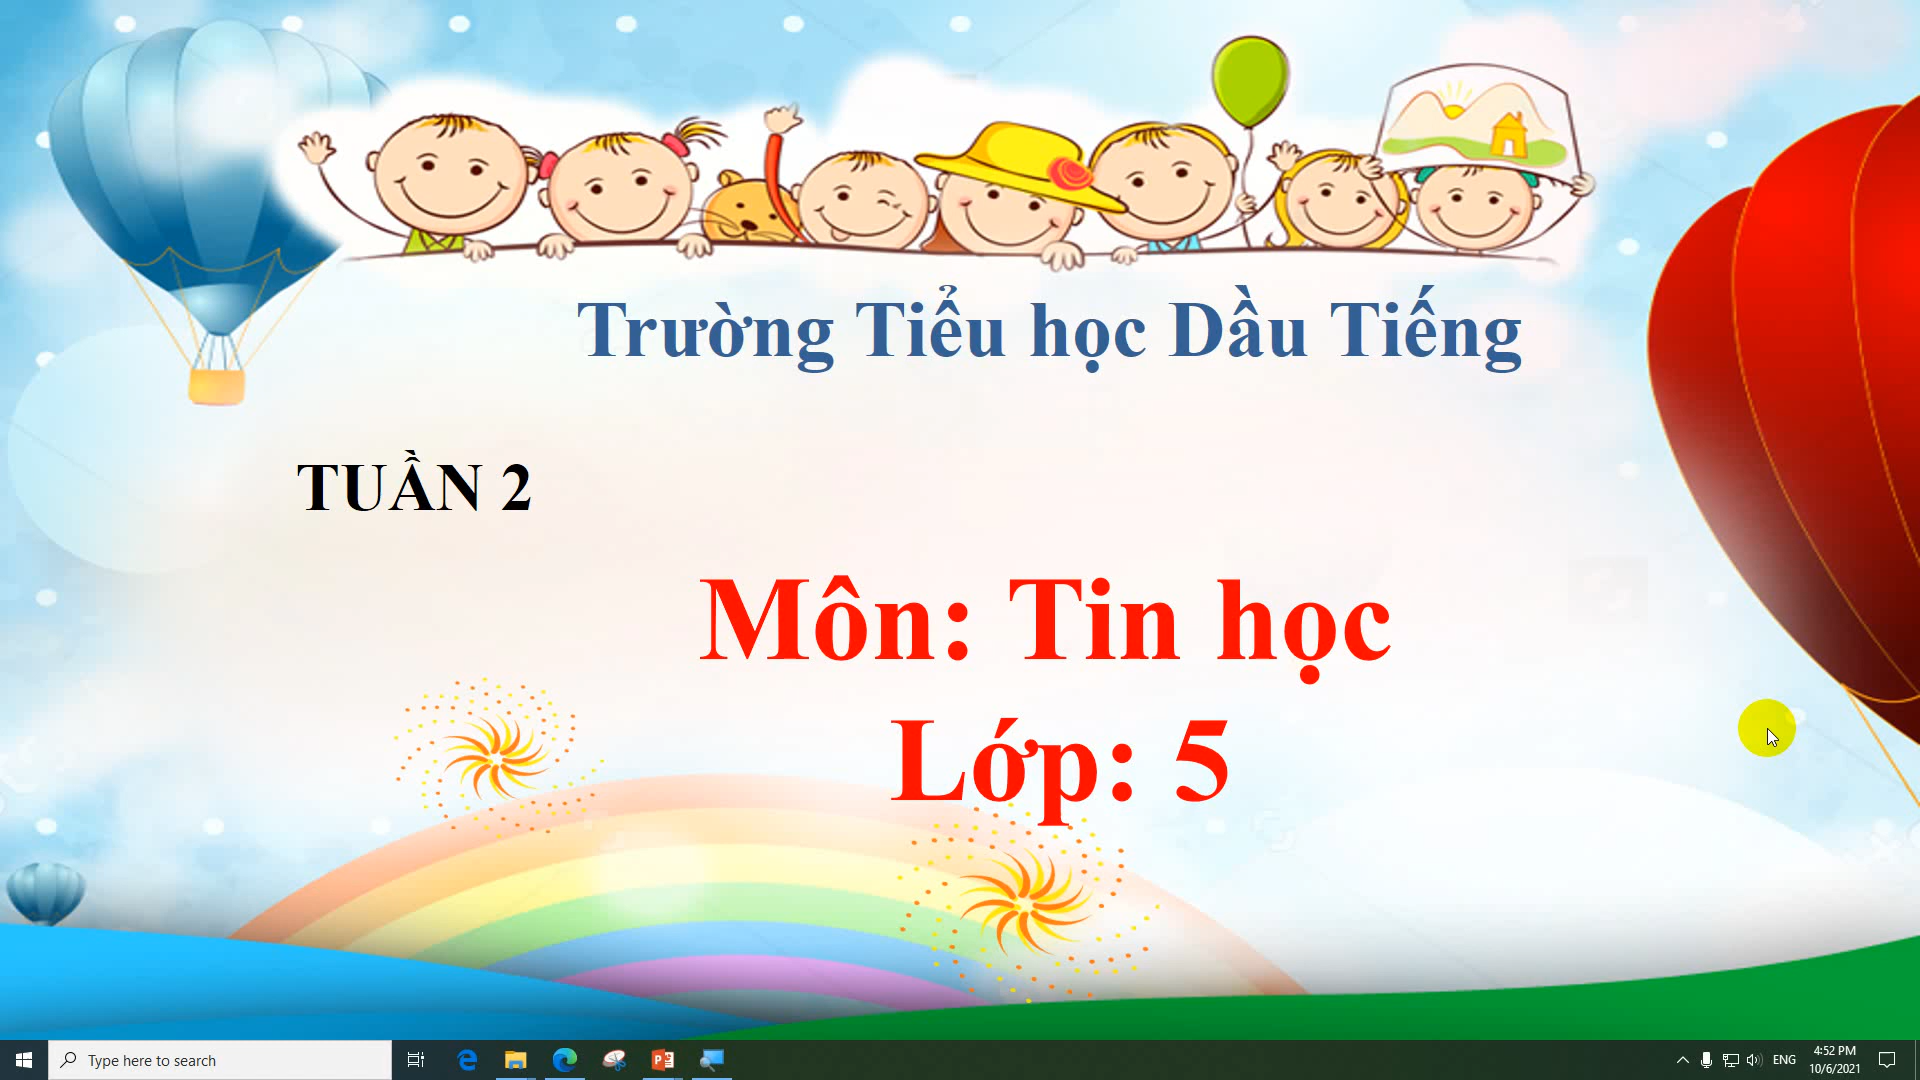 Trường Tiểu học Dầu Tiếng
TUẦN 2
Môn: Tin học
Lớp: 5
Type here to search
ENG
4:52 PM
10/6/2021